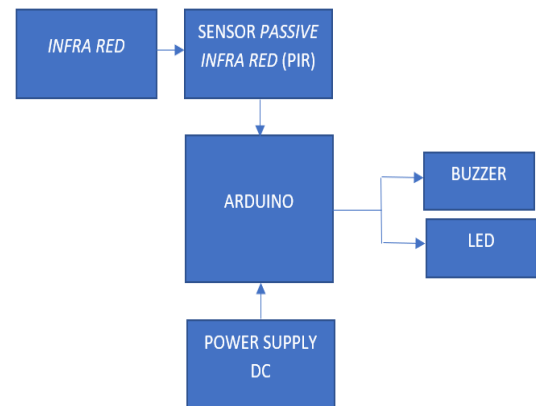 INFRA RED
SENSOR PASSIVE
INFRA RED (PIR)
ARDUINO
BUZZER
LED
POWER SUPPLY
DC